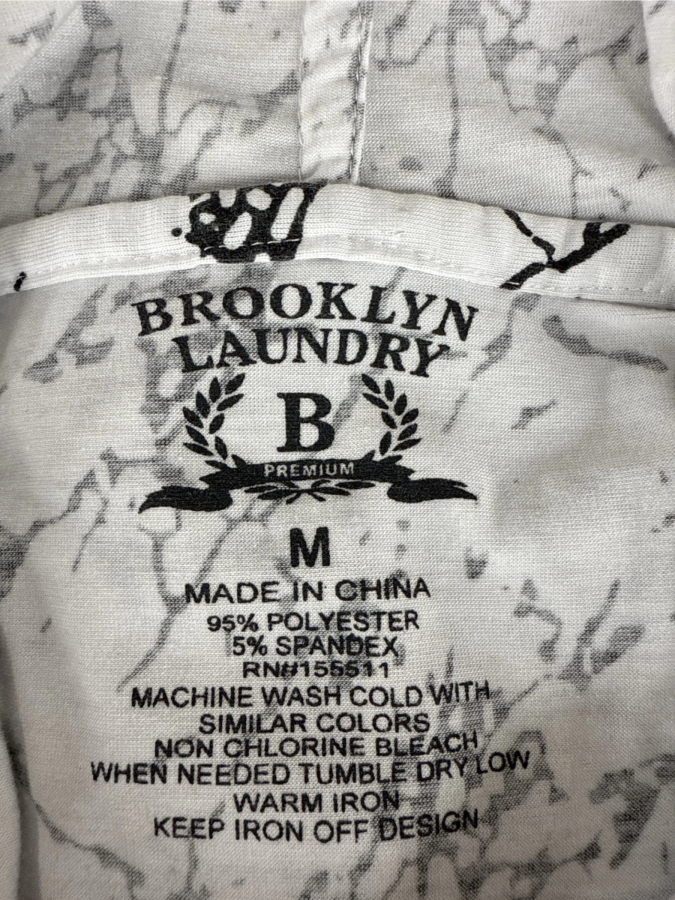 BROOKLYN
LAUNDRY
B
PREMIUM
M
MADE IN CHINA
95% POLYESTER
5% SPANDEX
RN#155511
MACHINE WASH COLD WITH
SIMILAR COLORS
NON CHLORINE BLEACH
WHEN NEEDED TUMBLE DRY LOW
WARM IRON
KEEP IRON OFF DESIGN